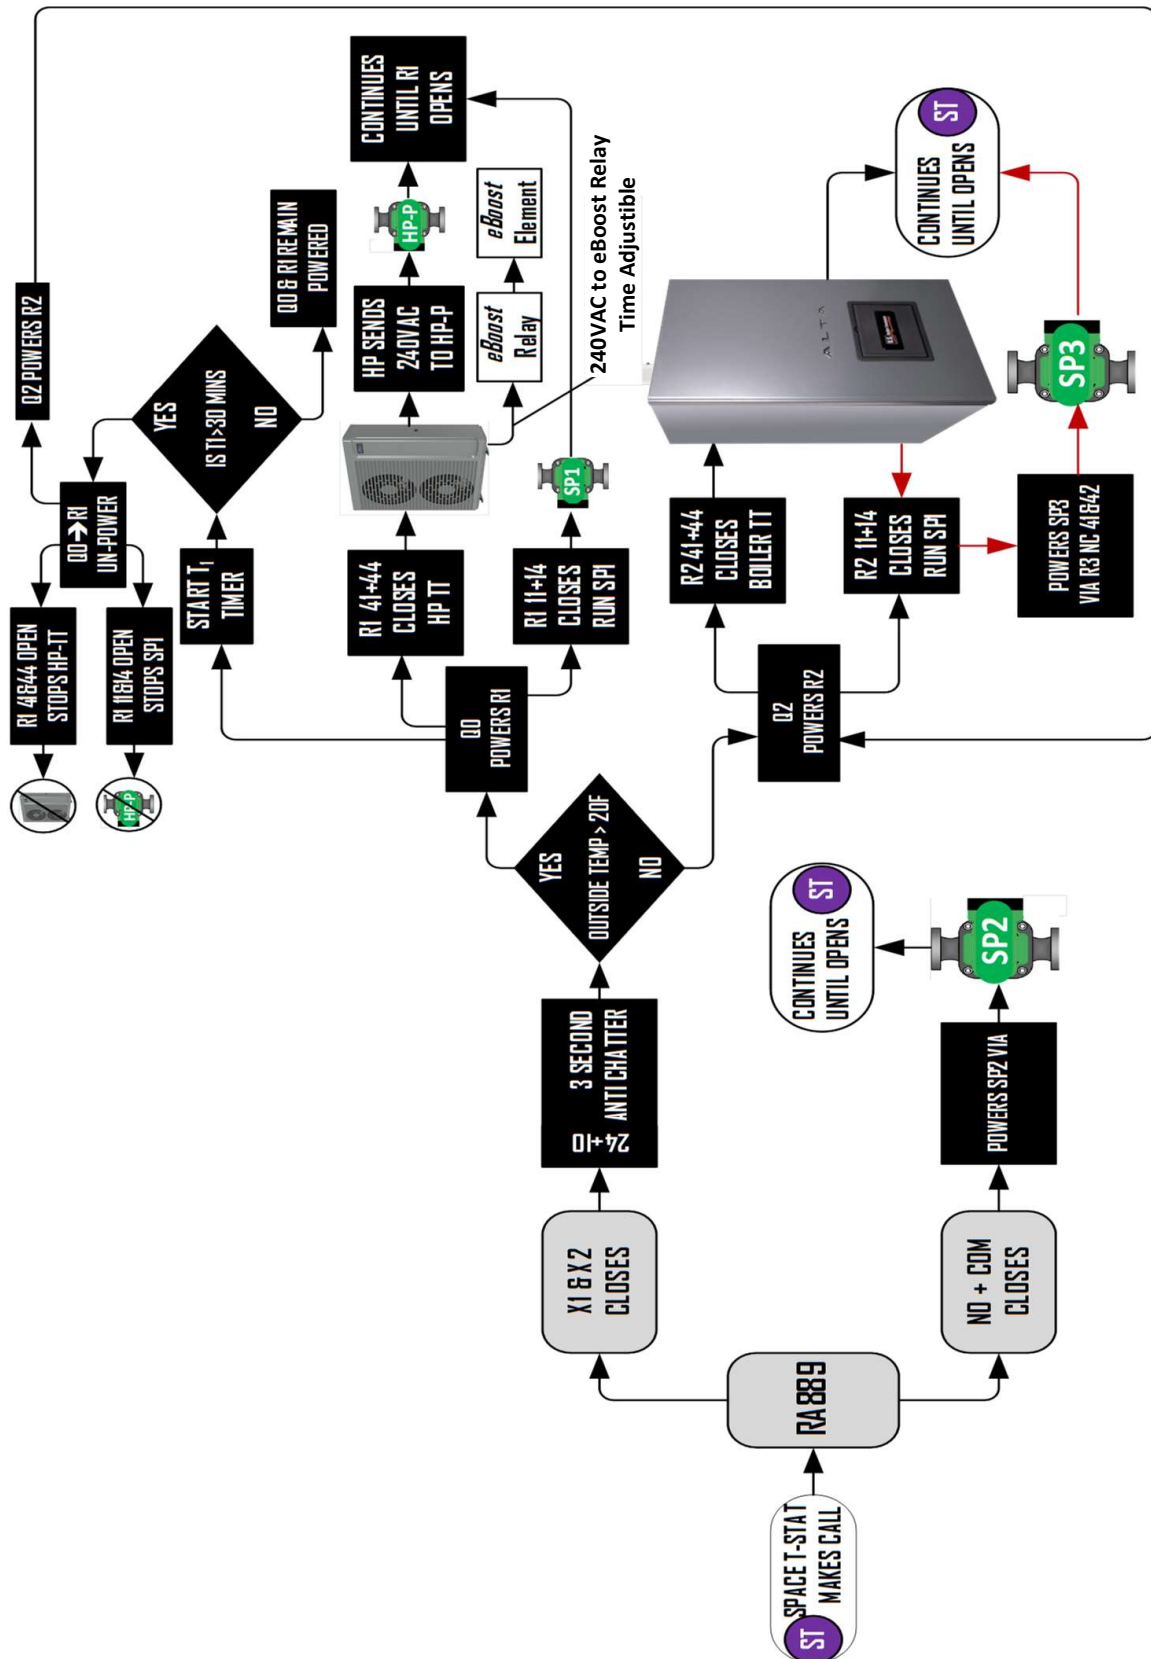 ST
SPACE T-STAT
MAKES CALL
RA889
X1 & X2
CLOSES
24+I0
3 SECOND
ANTI CHATTER
OUTSIDE TEMP > 20F
YES
NO
NO + COM
CLOSES
POWERS SP2 VIA
SP2
CONTINUES
UNTIL OPENS
ST
Q0
POWERS R1
START T1
TIMER
IS T1>30 MINS
YES
NO
Q0 & R1 REMAIN
POWERED
Q0→R1
UN-POWER
Q2 POWERS R2
R1 41&44 OPEN
STOPS HP-TT
R1 11&14 OPEN
STOPS SP1
HP-P
R1 41+44
CLOSES
HP TT
HP SENDS
240VAC
TO HP-P
HP-P
CONTINUES
UNTIL R1
OPENS
eBoost
Relay
eBoost
Element
240VAC to eBoost Relay
Time Adjustible
R1 11+14
CLOSES
RUN SP1
SP1
Q2
POWERS R2
R2 41+44
CLOSES
BOILER TT
ALTA
CONTINUES
UNTIL OPENS
ST
R2 11+14
CLOSES
RUN SP1
POWERS SP3
VIA R3 NC 41&42
SP3